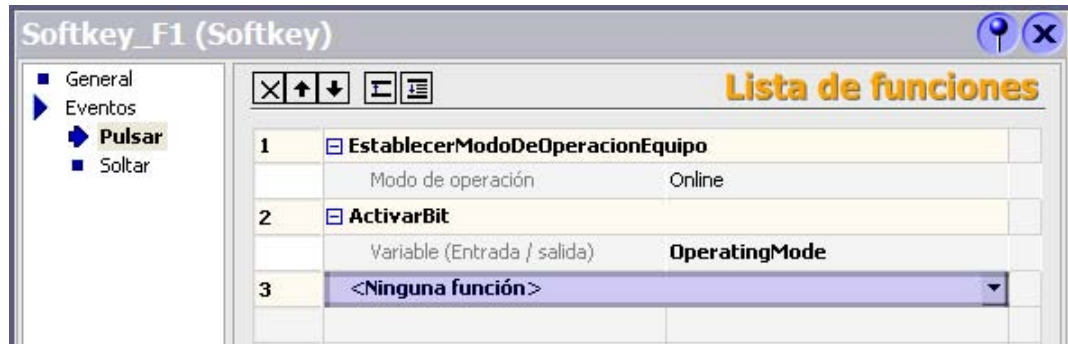 Softkey_F1 (Softkey)
General
Eventos
Pulsar
Soltar
Lista de funciones
1 EstablecerModoDeOperacionEquipo
Modo de operación Online
2 ActivarBit
Variable (Entrada / salida) OperatingMode
3 <Ninguna función>